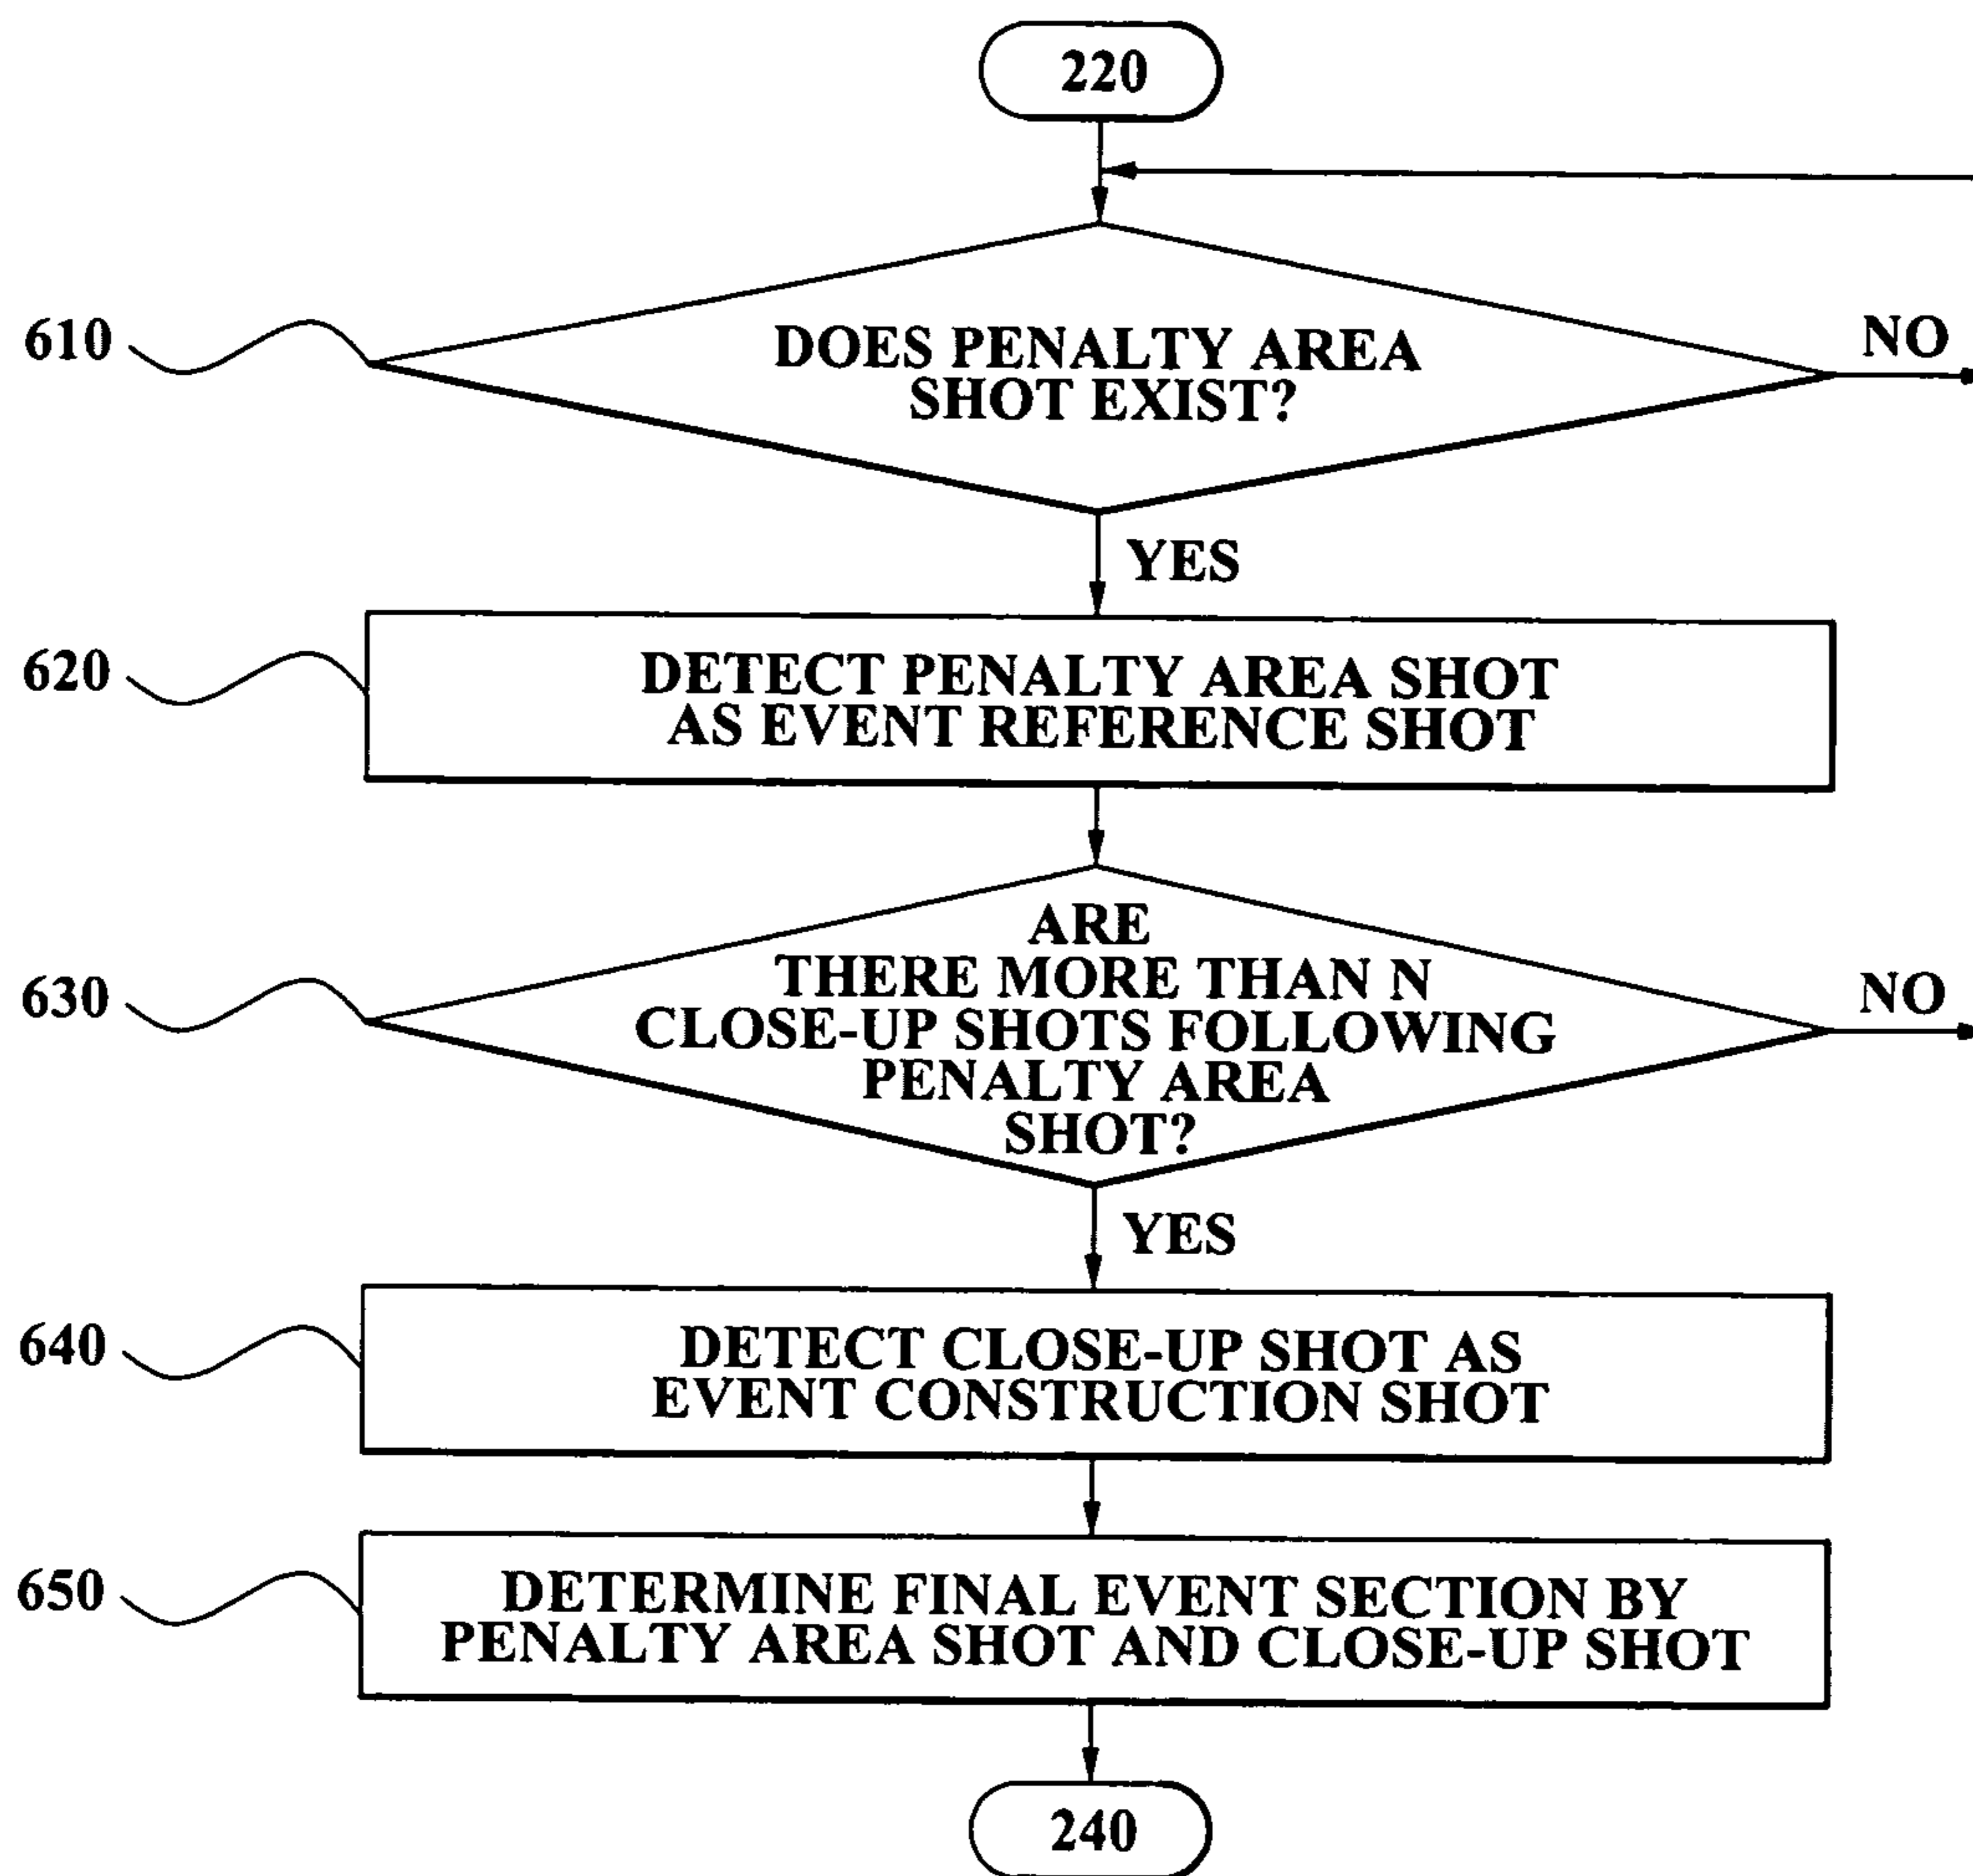 220
610
DOES PENALTY AREA
SHOT EXIST?
NO
YES
620
DETECT PENALTY AREA SHOT
AS EVENT REFERENCE SHOT
630
ARE
THERE MORE THAN N
CLOSE-UP SHOTS FOLLOWING
PENALTY AREA
SHOT?
NO
YES
640
DETECT CLOSE-UP SHOT AS
EVENT CONSTRUCTION SHOT
650
DETERMINE FINAL EVENT SECTION BY
PENALTY AREA SHOT AND CLOSE-UP SHOT
240